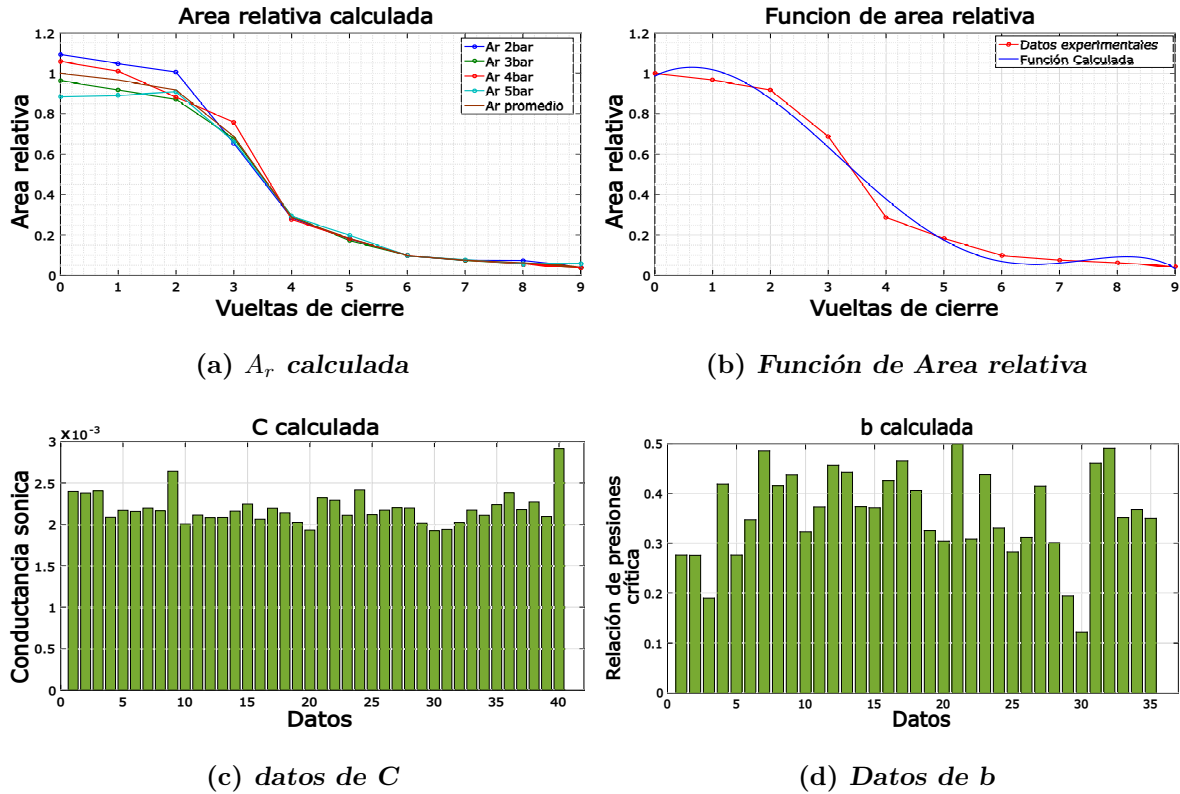 Area relativa calculada
1.2
1
0.8
0.6
0.4
0.2
0
Area relativa
Ar 2bar
Ar 3bar
Ar 4bar
Ar 5bar
Ar promedio
0 1 2 3 4 5 6 7 8 9
Vueltas de cierre
(a) Ar calculada
Funcion de area relativa
1.2
1
0.8
0.6
0.4
0.2
0
Area relativa
Datos experimentales
Función Calculada
0 1 2 3 4 5 6 7 8 9
Vueltas de cierre
(b) Función de Area relativa
C calculada
×10-3
3
2.5
2
1.5
1
0.5
0
Conductancia sonica
0 5 10 15 20 25 30 35 40
Datos
(c) datos de C
b calculada
0.5
0.4
0.3
0.2
0.1
0
Relación de presiones
crítica
0 5 10 15 20 25 30 35
Datos
(d) Datos de b